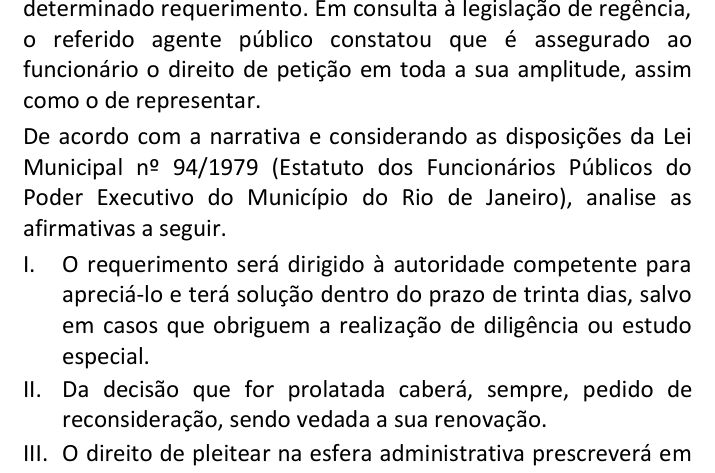 determinado requerimento. Em consulta à legislação de regência,
o referido agente público constatou que é assegurado ao
funcionário o direito de petição em toda a sua amplitude, assim
como o de representar.
De acordo com a narrativa e considerando as disposições da Lei
Municipal nº 94/1979 (Estatuto dos Funcionários Públicos do
Poder Executivo do Município do Rio de Janeiro), analise as
afirmativas a seguir.
I. O requerimento será dirigido à autoridade competente para
apreciá-lo e terá solução dentro do prazo de trinta dias, salvo
em casos que obriguem a realização de diligência ou estudo
especial.
II. Da decisão que for prolatada caberá, sempre, pedido de
reconsideração, sendo vedada a sua renovação.
III. O direito de pleitear na esfera administrativa prescreverá em